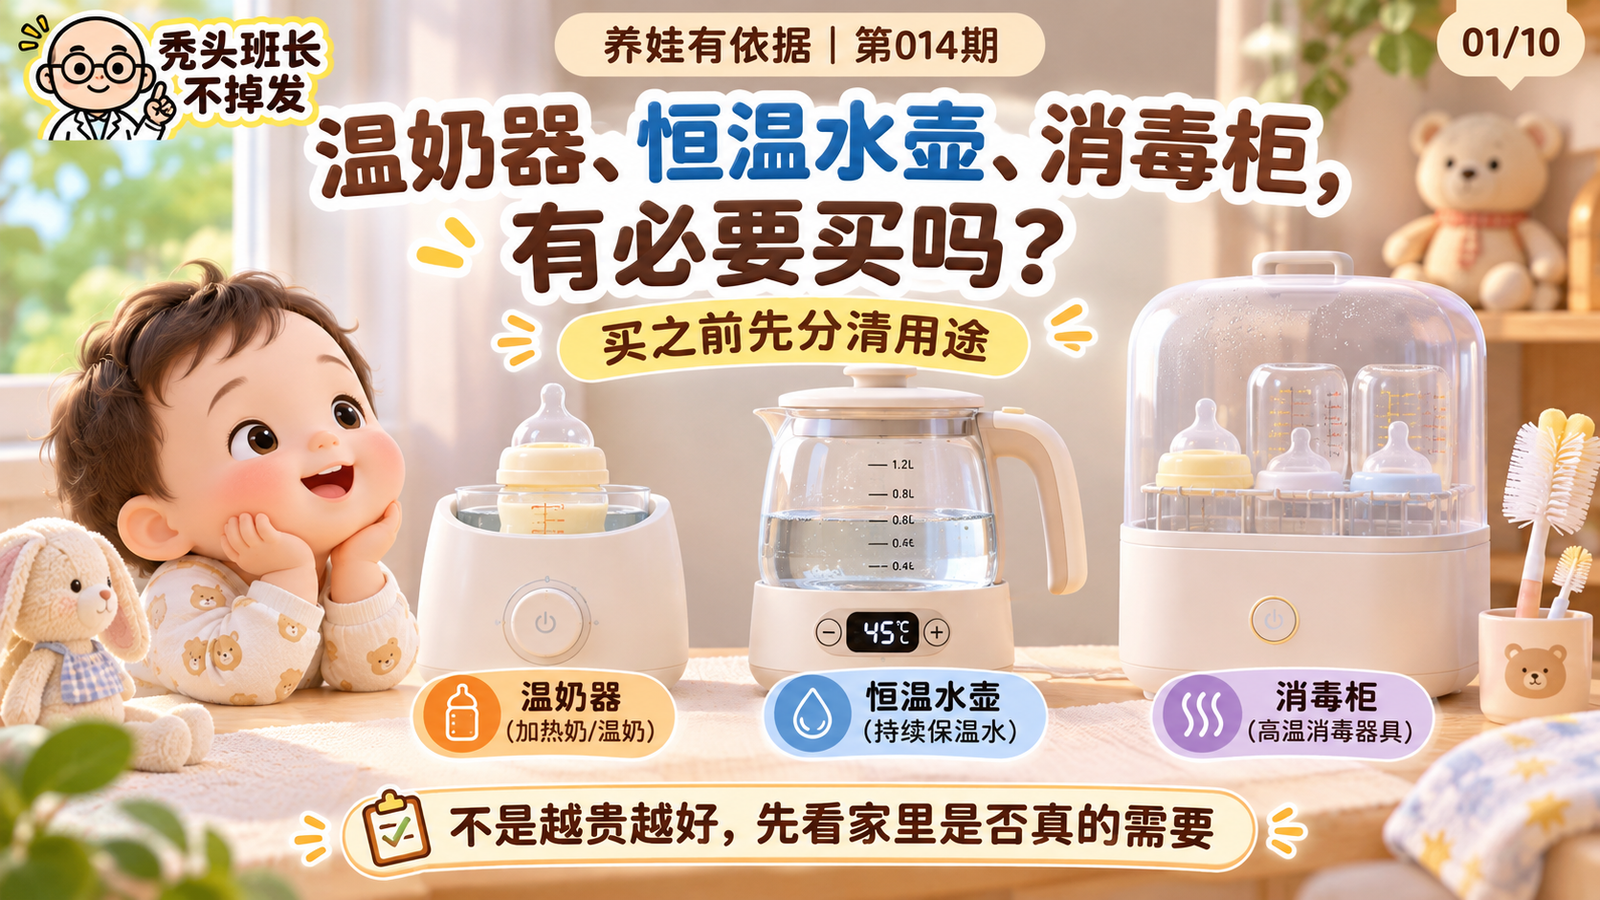 秃头班长
不掉发
养娃有依据｜第014期
01/10
温奶器、恒温水壶、消毒柜，
有必要买吗？
买之前先分清用途
1.2L
0.8L
0.8L
0.4L
45℃
温奶器
（加热奶/温奶）
恒温水壶
（持续保温水）
消毒柜
（高温消毒器具）
不是越贵越好，先看家里是否真的需要